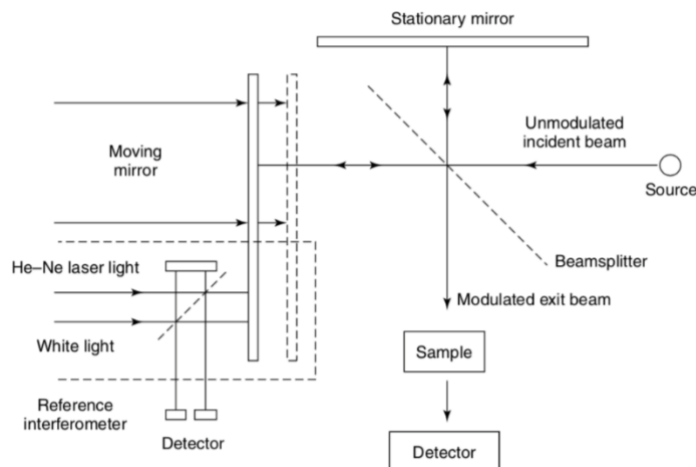 Stationary mirror
Unmodulated
incident beam
Moving
mirror
Source
He–Ne laser light
Beamsplitter
Modulated exit beam
White light
Sample
Reference
interferometer
Detector
Detector